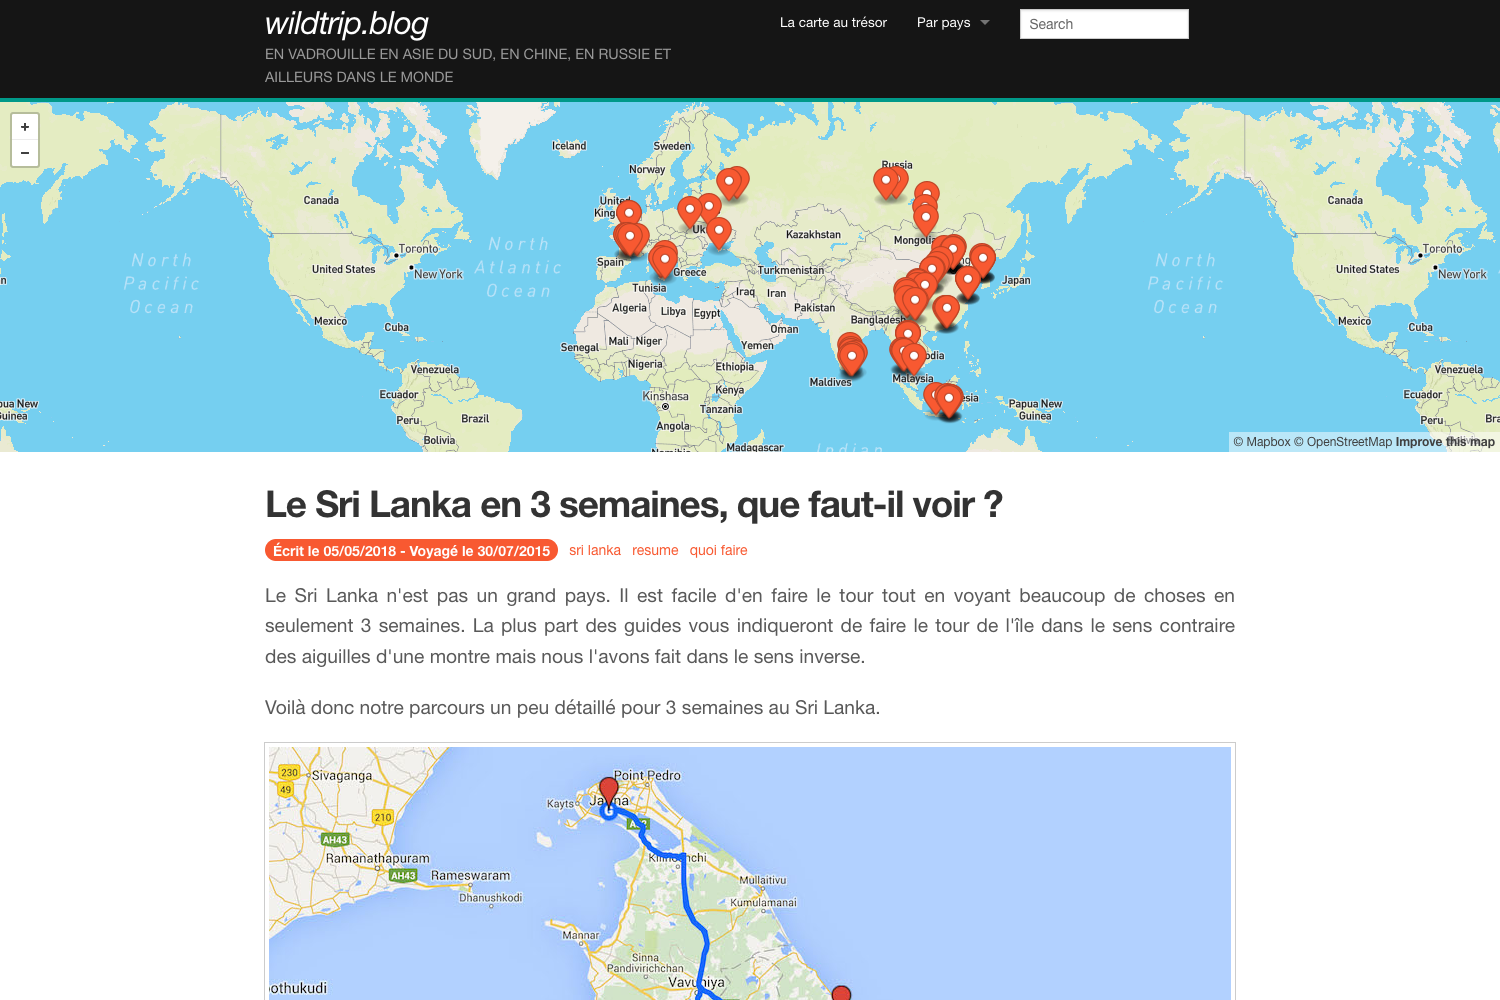 wildtrip.blog
EN VADROUILLE EN ASIE DU SUD, EN CHINE, EN RUSSIE ET
AILLEURS DANS LE MONDE
La carte au trésor
Par pays
Search
+
−
Iceland
Sweden
Norway
Russia
Canada
United
Ukr
Kazakhstan
Mongolia
Toronto
New York
United States
North
Pacific
Ocean
North
Atlantic
Ocean
Spain
Greece
Turkmenistan
Japan
Tunisia
Iraq
Iran
Algeria
Libya
Egypt
Pakistan
Mexico
Cuba
Oman
Bangladesh
Senegal
Mali
Niger
Yemen
Venezuela
Nigeria
Ethiopia
Maldives
Malaysia
Ecuador
Kinshasa
Kenya
Papua New
Guinea
Peru
Brazil
Tanzania
Angola
Bolivia
Madagascar
Indian
Canada
Toronto
New York
United States
North
Pacific
Ocean
Mexico
Cuba
Venezuela
Ecuador
Peru
© Mapbox © OpenStreetMap Improve this map
Le Sri Lanka en 3 semaines, que faut-il voir ?
Écrit le 05/05/2018 - Voyagé le 30/07/2015
sri lanka
resume
quoi faire
Le Sri Lanka n'est pas un grand pays. Il est facile d'en faire le tour tout en voyant beaucoup de choses en
seulement 3 semaines. La plus part des guides vous indiqueront de faire le tour de l'île dans le sens contraire
des aiguilles d'une montre mais nous l'avons fait dans le sens inverse.
Voilà donc notre parcours un peu détaillé pour 3 semaines au Sri Lanka.
230
Sivaganga
49
210
AH43
Ramanathapuram
AH43
Rameswaram
Dhanushkodi
Point Pedro
Kayts
Jaffna
G
Kilinochchi
Mullaitivu
Kumulamanai
Mannar
Sinna
Pandivirichchan
Vavuniya
oothukudi